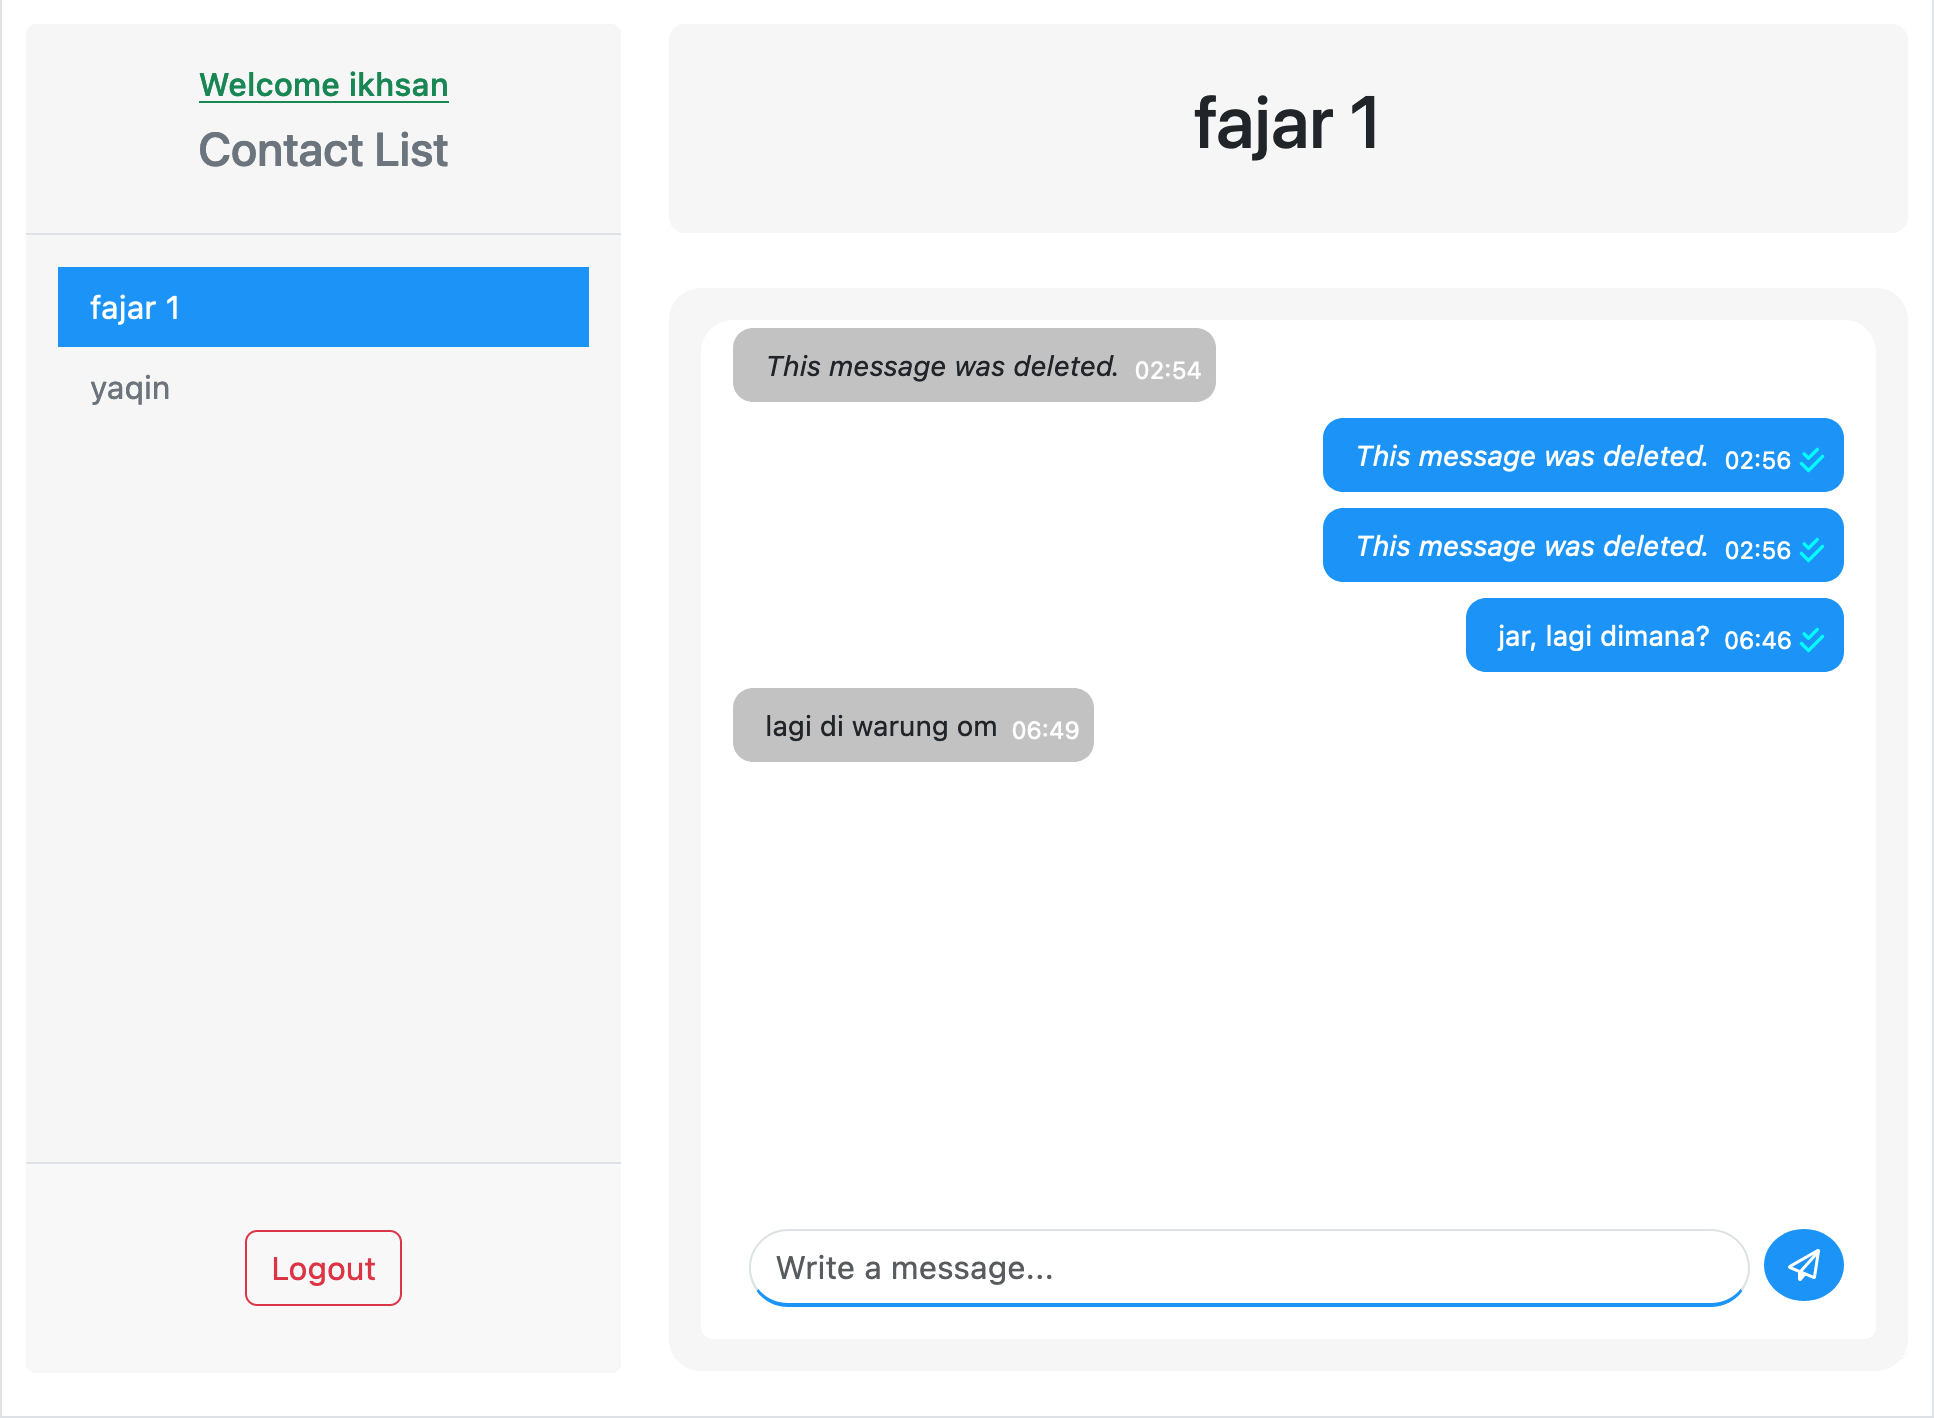 Welcome ikhsan
Contact List
fajar 1
yaqin
Logout
fajar 1
This message was deleted. 02:54
This message was deleted. 02:56
This message was deleted. 02:56
jar, lagi dimana? 06:46
lagi di warung om 06:49
Write a message...